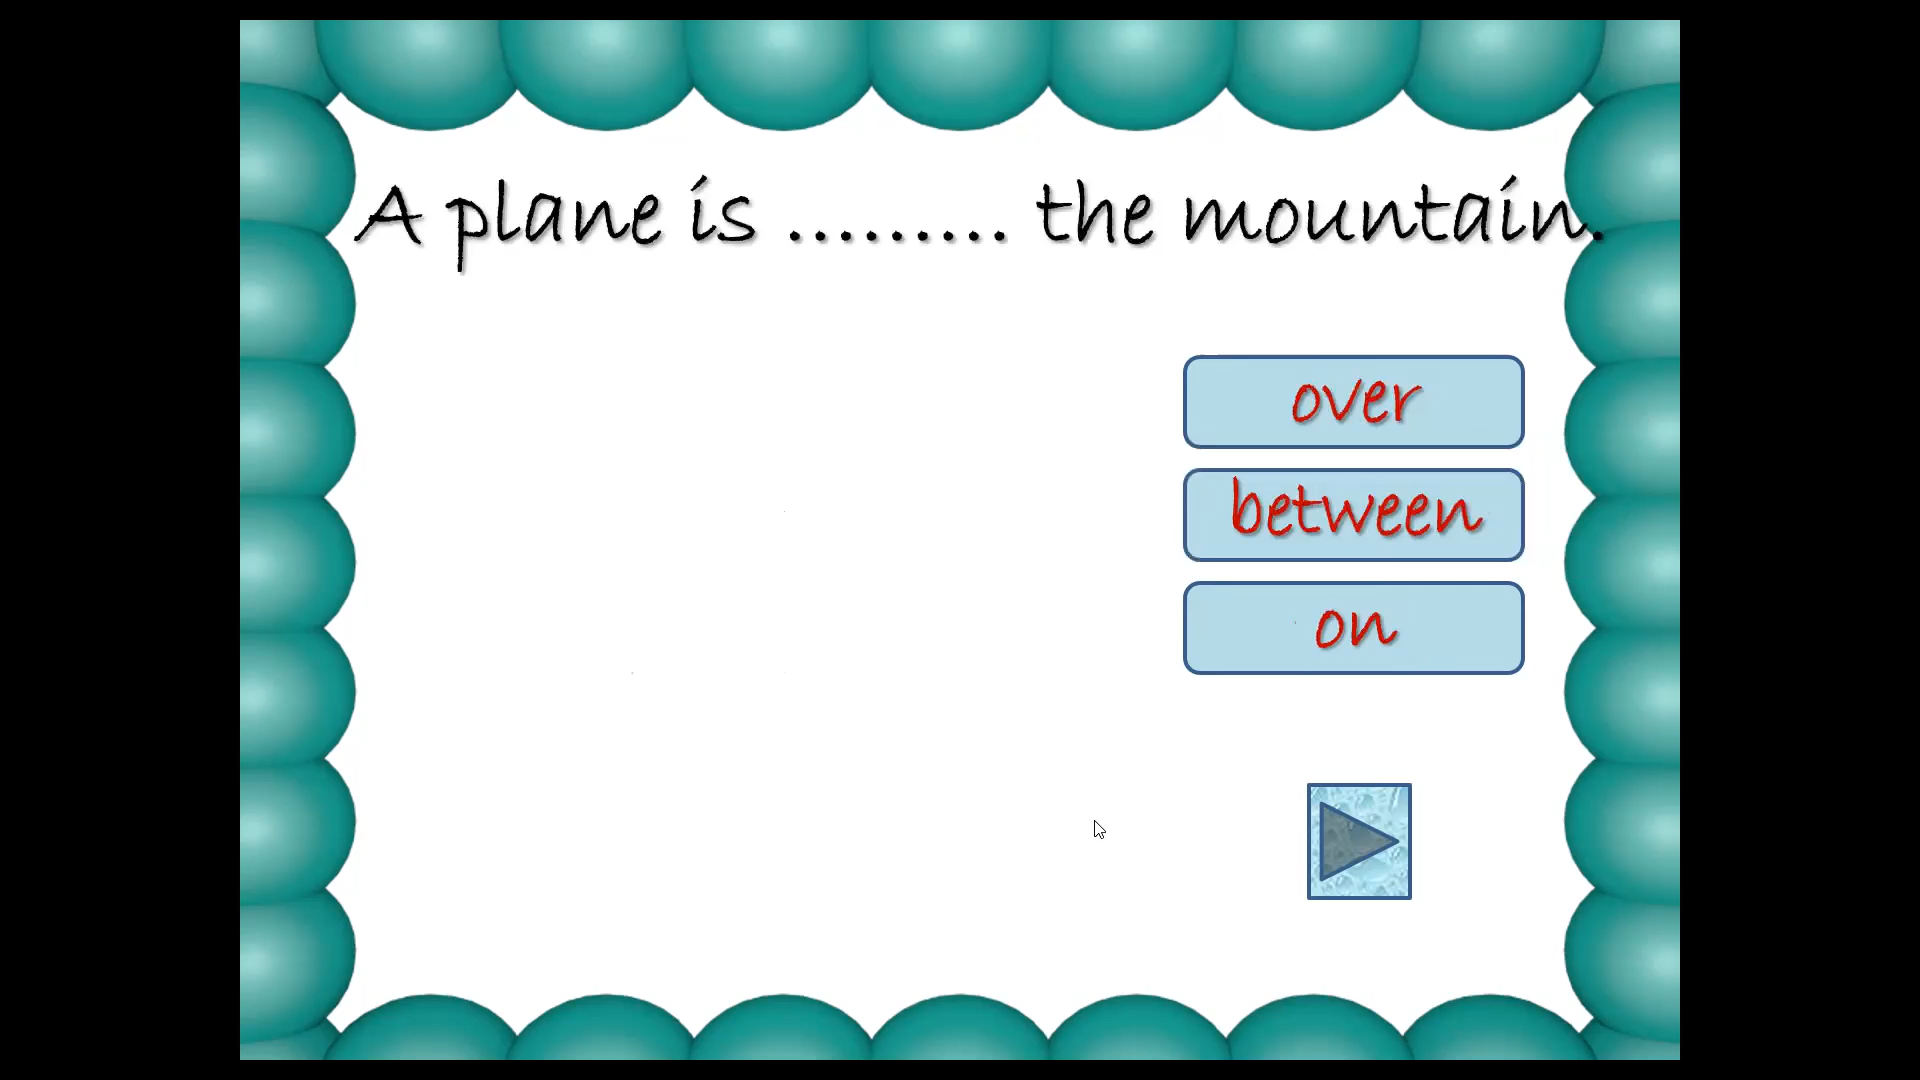 A plane is ......... the mountain.
over
between
on